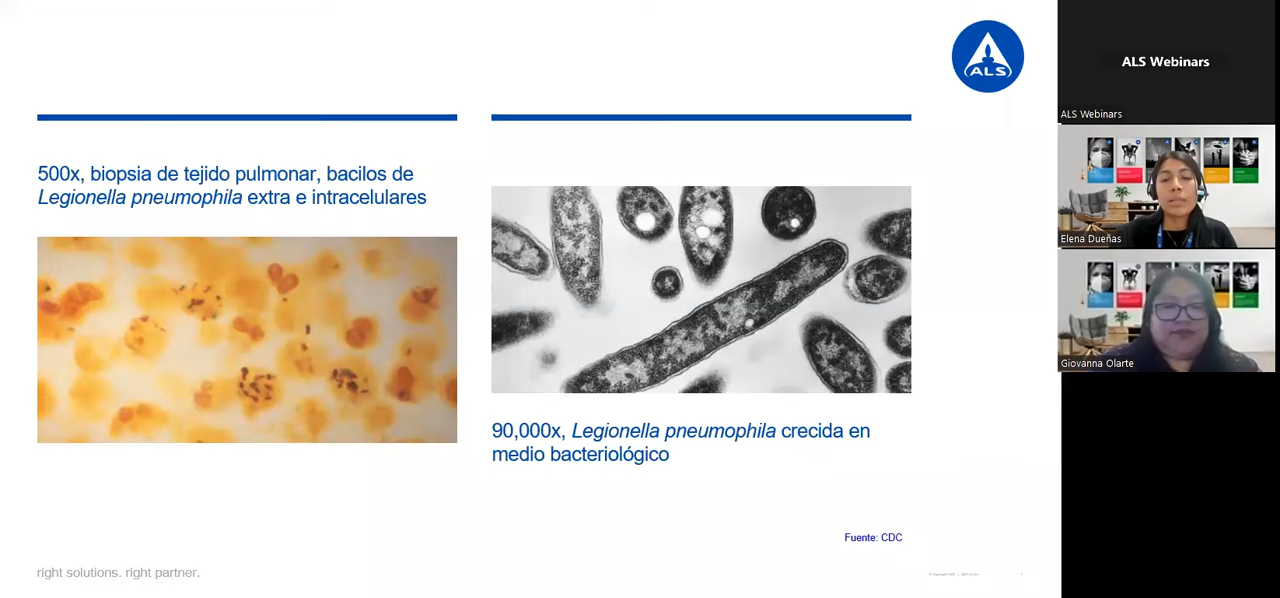 ALS
500x, biopsia de tejido pulmonar, bacilos de
Legionella pneumophila extra e intracelulares
90,000x, Legionella pneumophila crecida en
medio bacteriológico
Fuente: CDC
right solutions. right partner.
ALS Webinars
ALS Webinars
Elena Dueñas
Giovanna Olarte